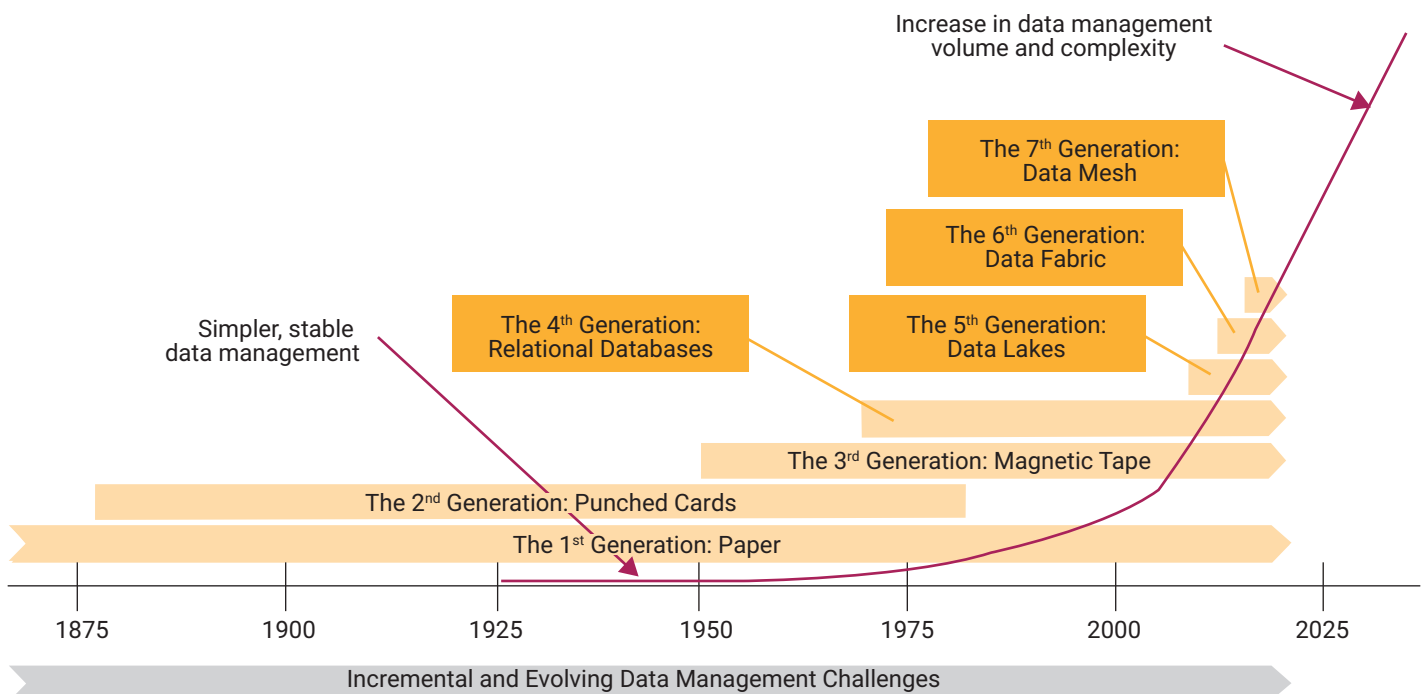 Increase in data management
volume and complexity
The 7th Generation:
Data Mesh
The 6th Generation:
Data Fabric
Simpler, stable
data management
The 4th Generation:
Relational Databases
The 5th Generation:
Data Lakes
The 3rd Generation: Magnetic Tape
The 2nd Generation: Punched Cards
The 1st Generation: Paper
1875 1900 1925 1950 1975 2000 2025
Incremental and Evolving Data Management Challenges